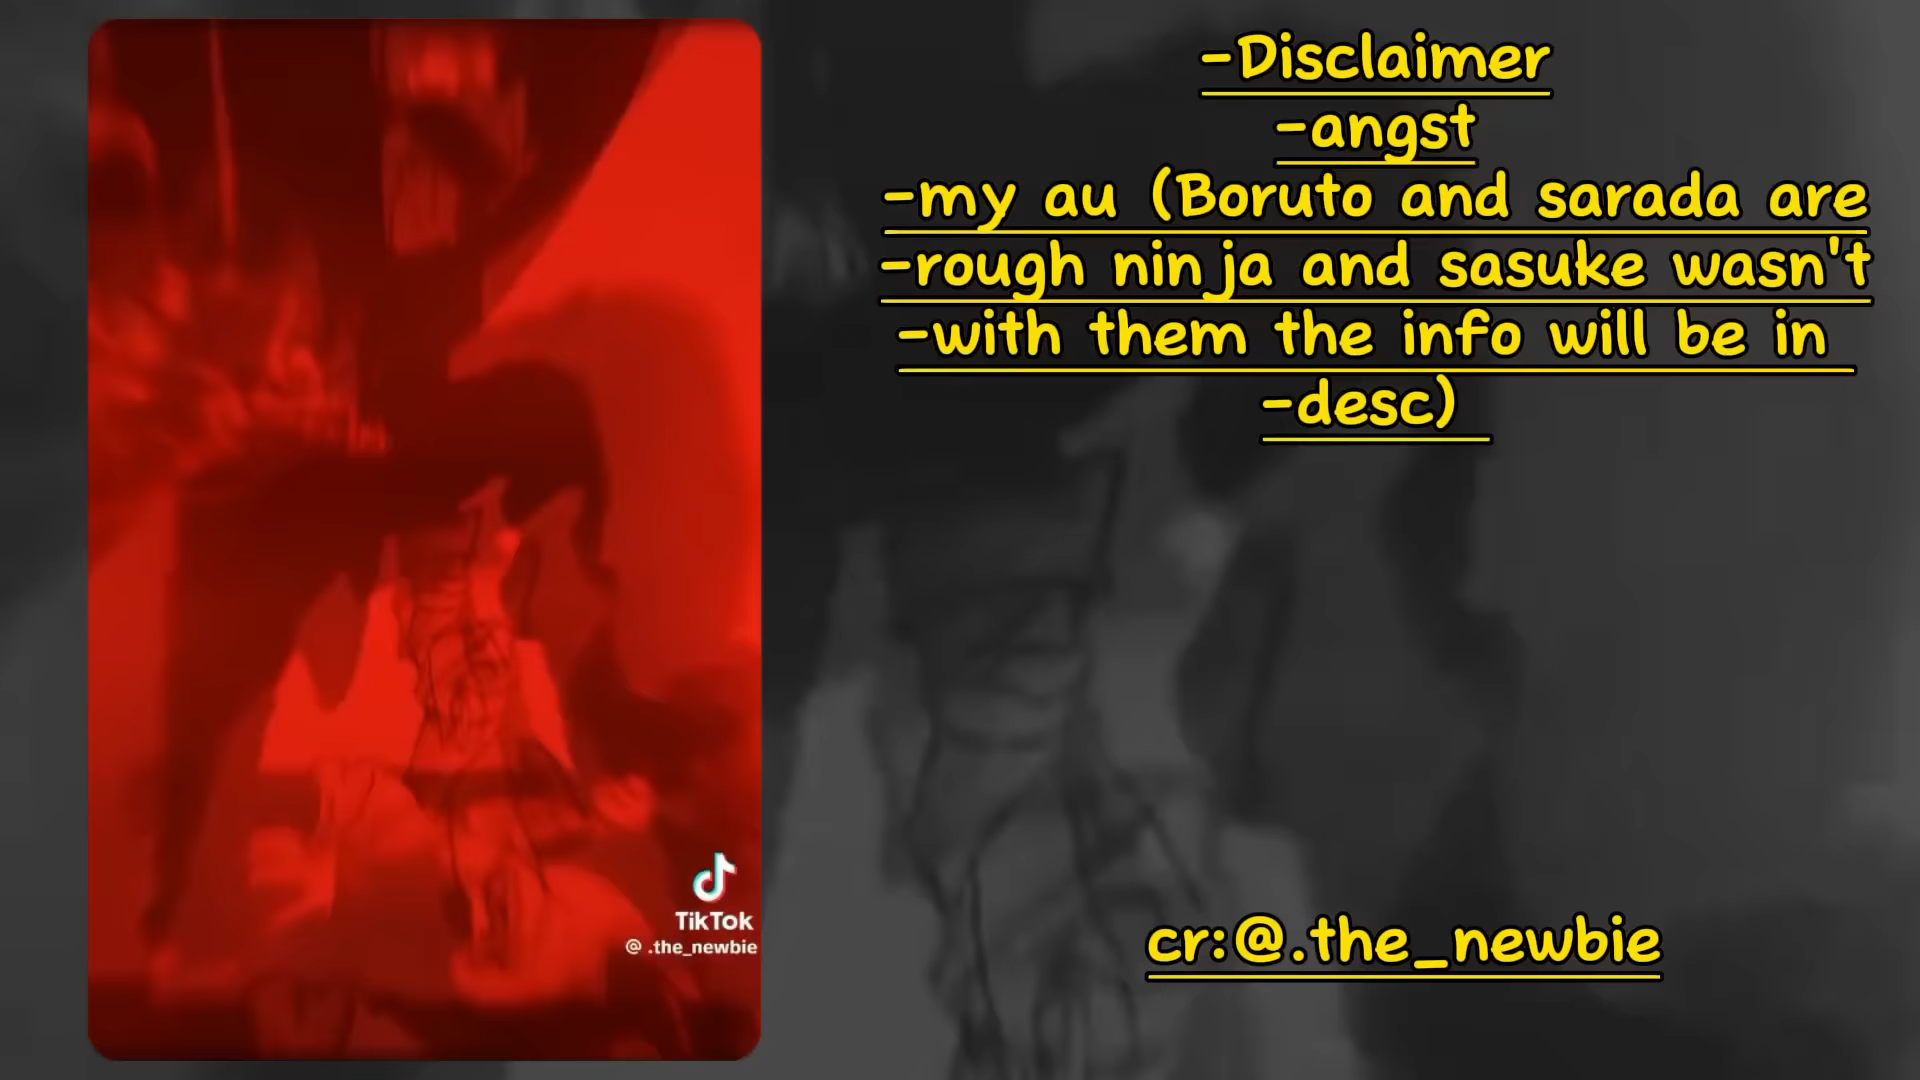 -Disclaimer
-angst
-my au (Boruto and sarada are
-rough ninja and sasuke wasn't
-with them the info will be in
-desc)
TikTok
@ .the_newbie
cr:@.the_newbie